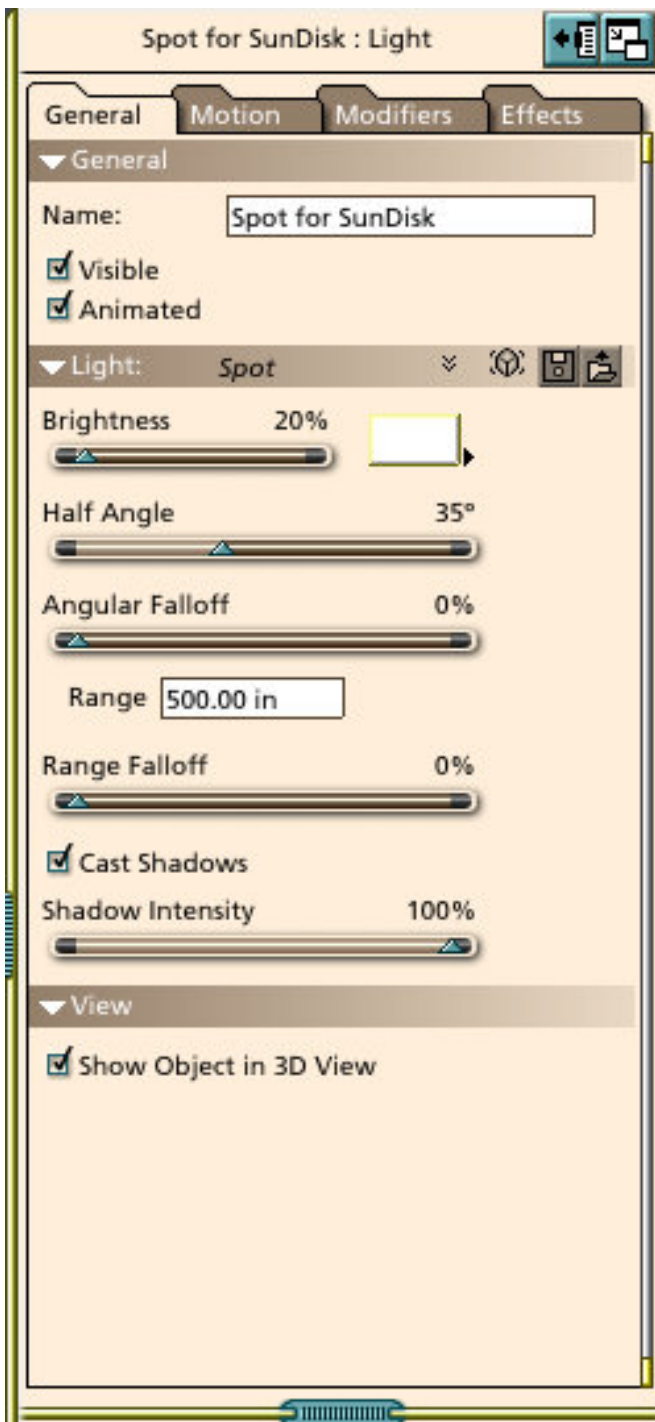 Spot for SunDisk : Light
General Motion Modifiers Effects
General
Name: Spot for SunDisk
Visible
Animated
Light: Spot
Brightness 20%
Half Angle 35°
Angular Falloff 0%
Range 500.00 in
Range Falloff 0%
Cast Shadows
Shadow Intensity 100%
View
Show Object in 3D View